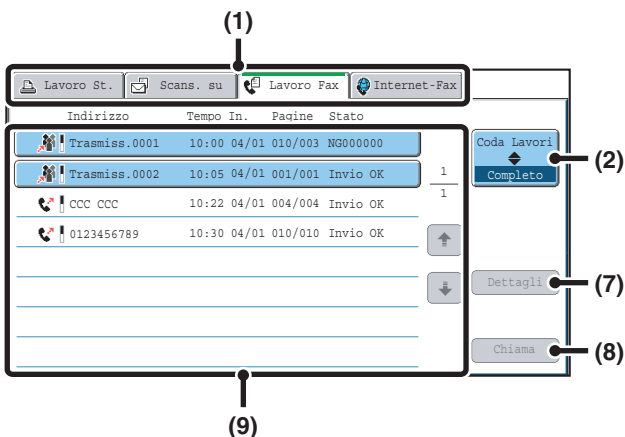 (1)
Lavoro St. Scans. su Lavoro Fax Internet-Fax
Indirizzo Tempo In. Pagine Stato
Trasmiss.0001 10:00 04/01 010/003 NG000000
Trasmiss.0002 10:05 04/01 001/001 Invio OK
CCC CCC 10:22 04/01 004/004 Invio OK
0123456789 10:30 04/01 010/010 Invio OK
1
1
Coda Lavori
Completo
(2)
Dettagli
(7)
Chiama
(8)
(9)